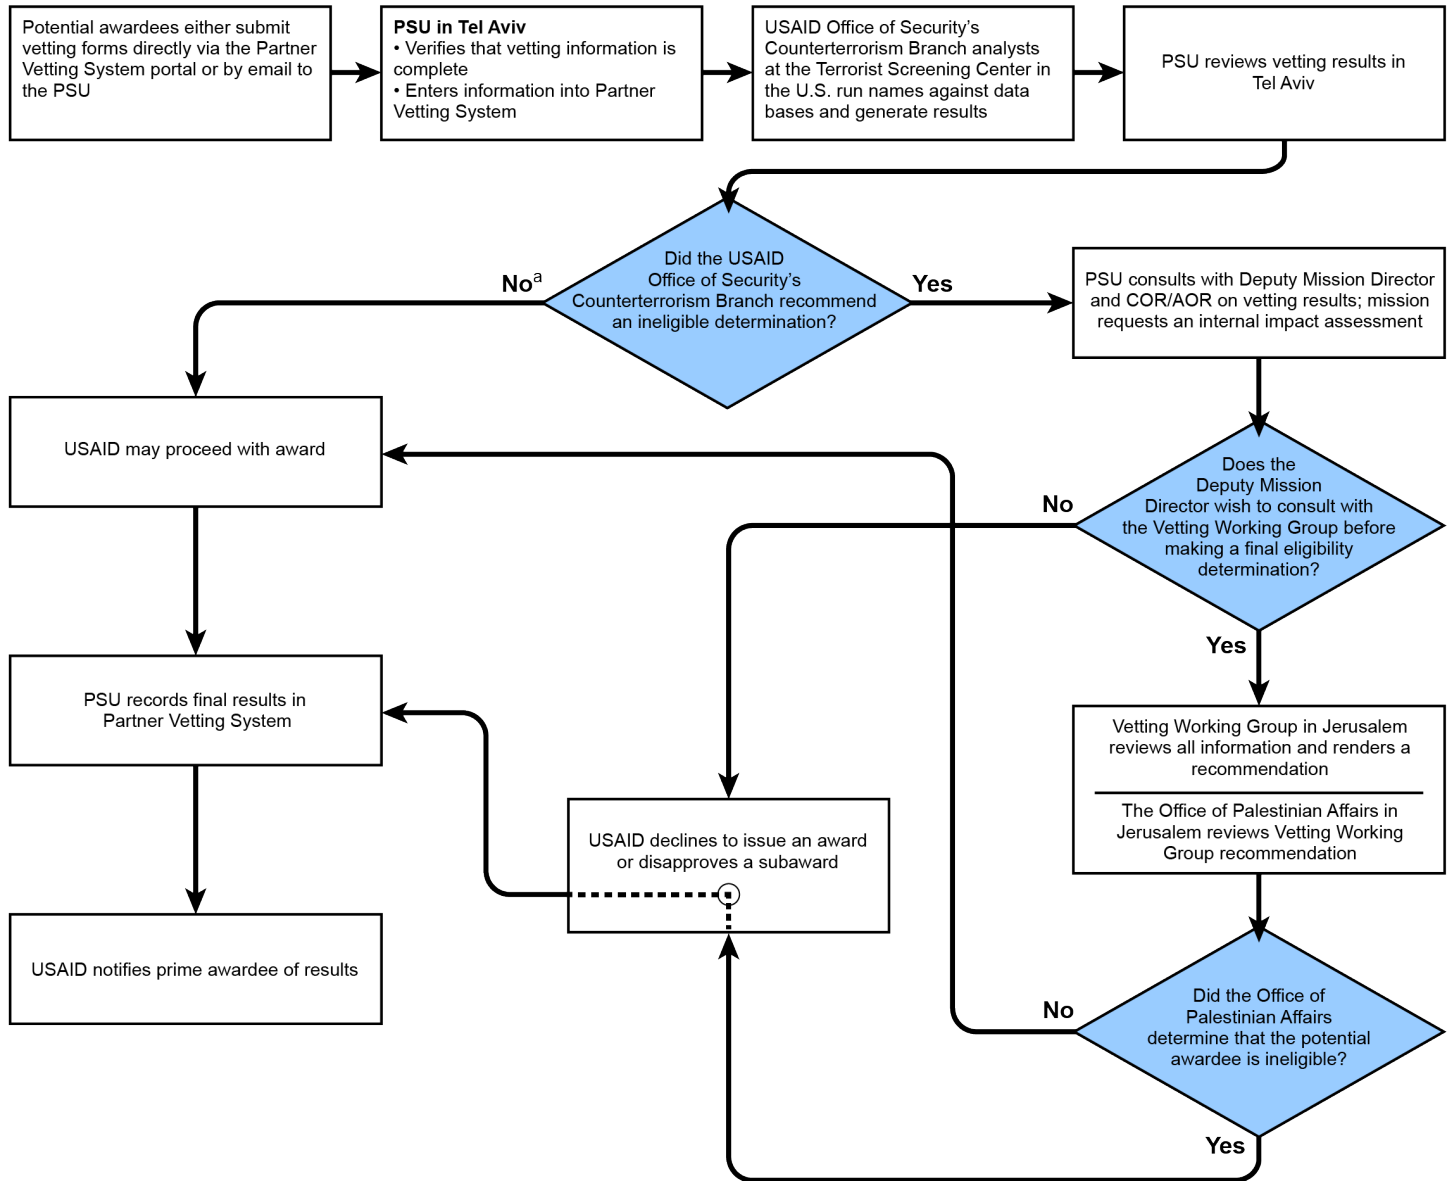 Potential awardees either submit
vetting forms directly via the Partner
Vetting System portal or by email to
the PSU
PSU in Tel Aviv
• Verifies that vetting information is
complete
• Enters information into Partner
Vetting System
USAID Office of Security’s
Counterterrorism Branch analysts
at the Terrorist Screening Center in
the U.S. run names against data
bases and generate results
PSU reviews vetting results in
Tel Aviv
Did the USAID
Office of Security’s
Counterterrorism Branch recommend
an ineligible determination?
Noa
Yes
PSU consults with Deputy Mission Director
and COR/AOR on vetting results; mission
requests an internal impact assessment
USAID may proceed with award
Does the
Deputy Mission
Director wish to consult with
the Vetting Working Group before
making a final eligibility
determination?
No
Yes
PSU records final results in
Partner Vetting System
Vetting Working Group in Jerusalem
reviews all information and renders a
recommendation
The Office of Palestinian Affairs in
Jerusalem reviews Vetting Working
Group recommendation
USAID declines to issue an award
or disapproves a subaward
USAID notifies prime awardee of results
Did the Office of
Palestinian Affairs
determine that the potential
awardee is ineligible?
No
Yes